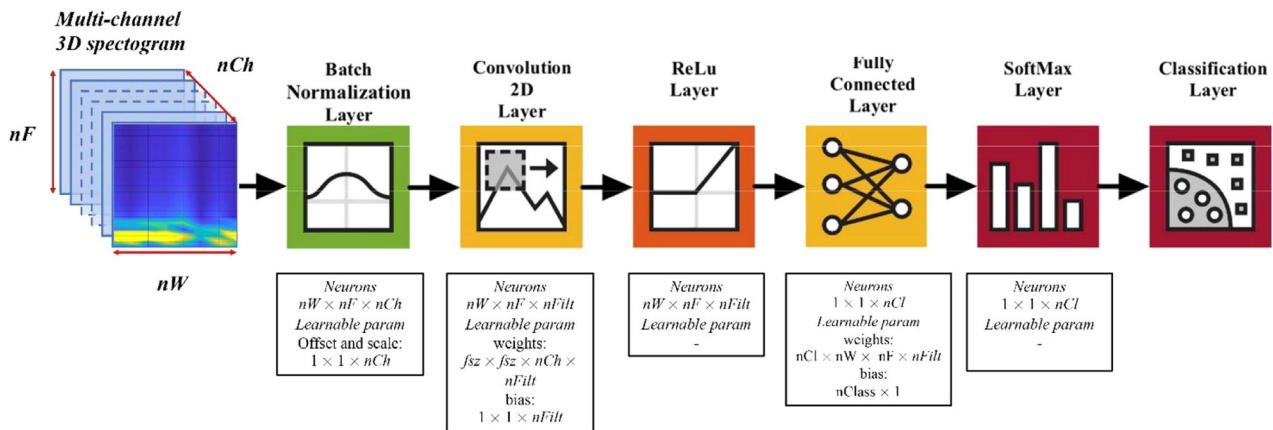 Multi-channel
3D spectogram
nCh
nF
nW
Batch
Normalization
Layer
Convolution
2D
Layer
ReLu
Layer
Fully
Connected
Layer
SoftMax
Layer
Classification
Layer
Neurons
nW × nF × nCh
Learnable param
Offset and scale:
1 × 1 × nCh
Neurons
nW × nF × nFilt
Learnable param
weights:
fsz × fsz × nCh ×
nFilt
bias:
1 × 1 × nFilt
Neurons
nW × nF × nFilt
Learnable param
-
Neurons
1 × 1 × nCl
Learnable param
weights:
nCl × nW × nF × nFilt
bias:
nClass × 1
Neurons
1 × 1 × nCl
Learnable param
-